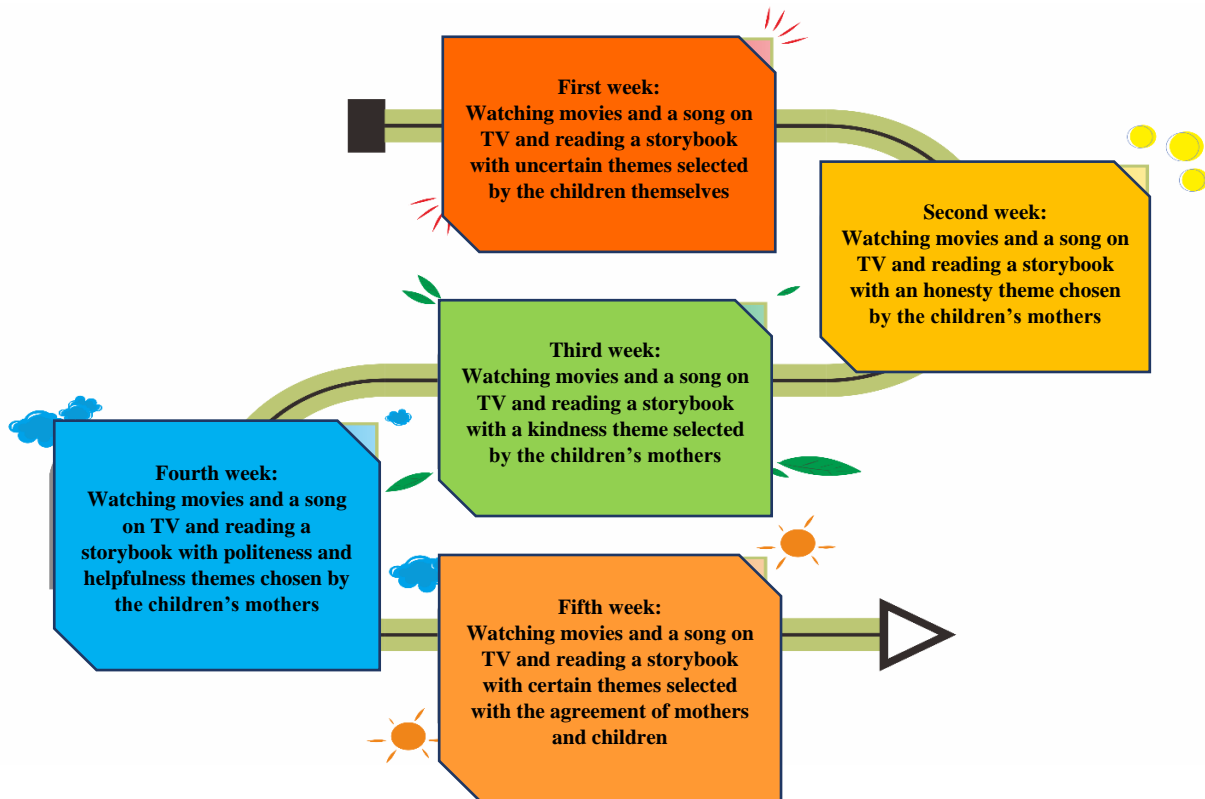 First week:
Watching movies and a song on
TV and reading a storybook
with uncertain themes selected
by the children themselves
Second week:
Watching movies and a song on
TV and reading a storybook
with an honesty theme chosen
by the children's mothers
Third week:
Watching movies and a song on
TV and reading a storybook
with a kindness theme selected
by the children's mothers
Fourth week:
Watching movies and a song
on TV and reading a
storybook with politeness and
helpfulness themes chosen by
the children's mothers
Fifth week:
Watching movies and a song on
TV and reading a storybook
with certain themes selected
with the agreement of mothers
and children